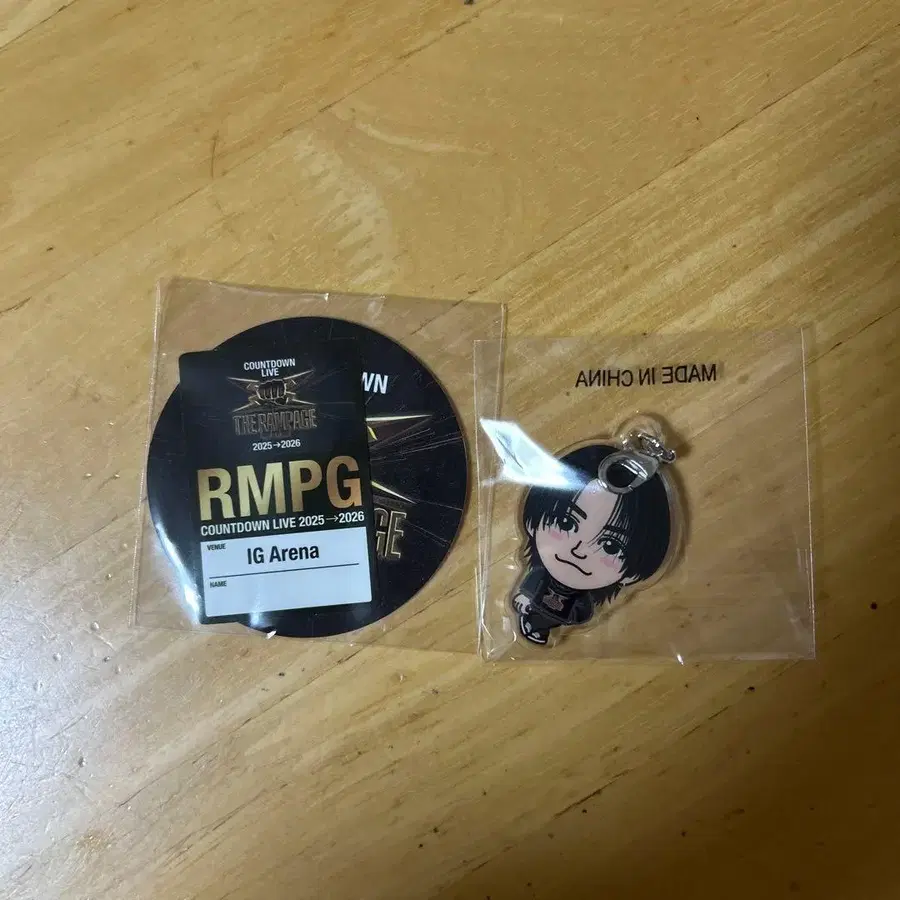 COUNTDOWN
LIVE
THE RAMPAGE
2025→2026
RMPG
COUNTDOWN LIVE 2025→2026
VENUE
IG Arena
NAME
WN
GE
MADE IN CHINA